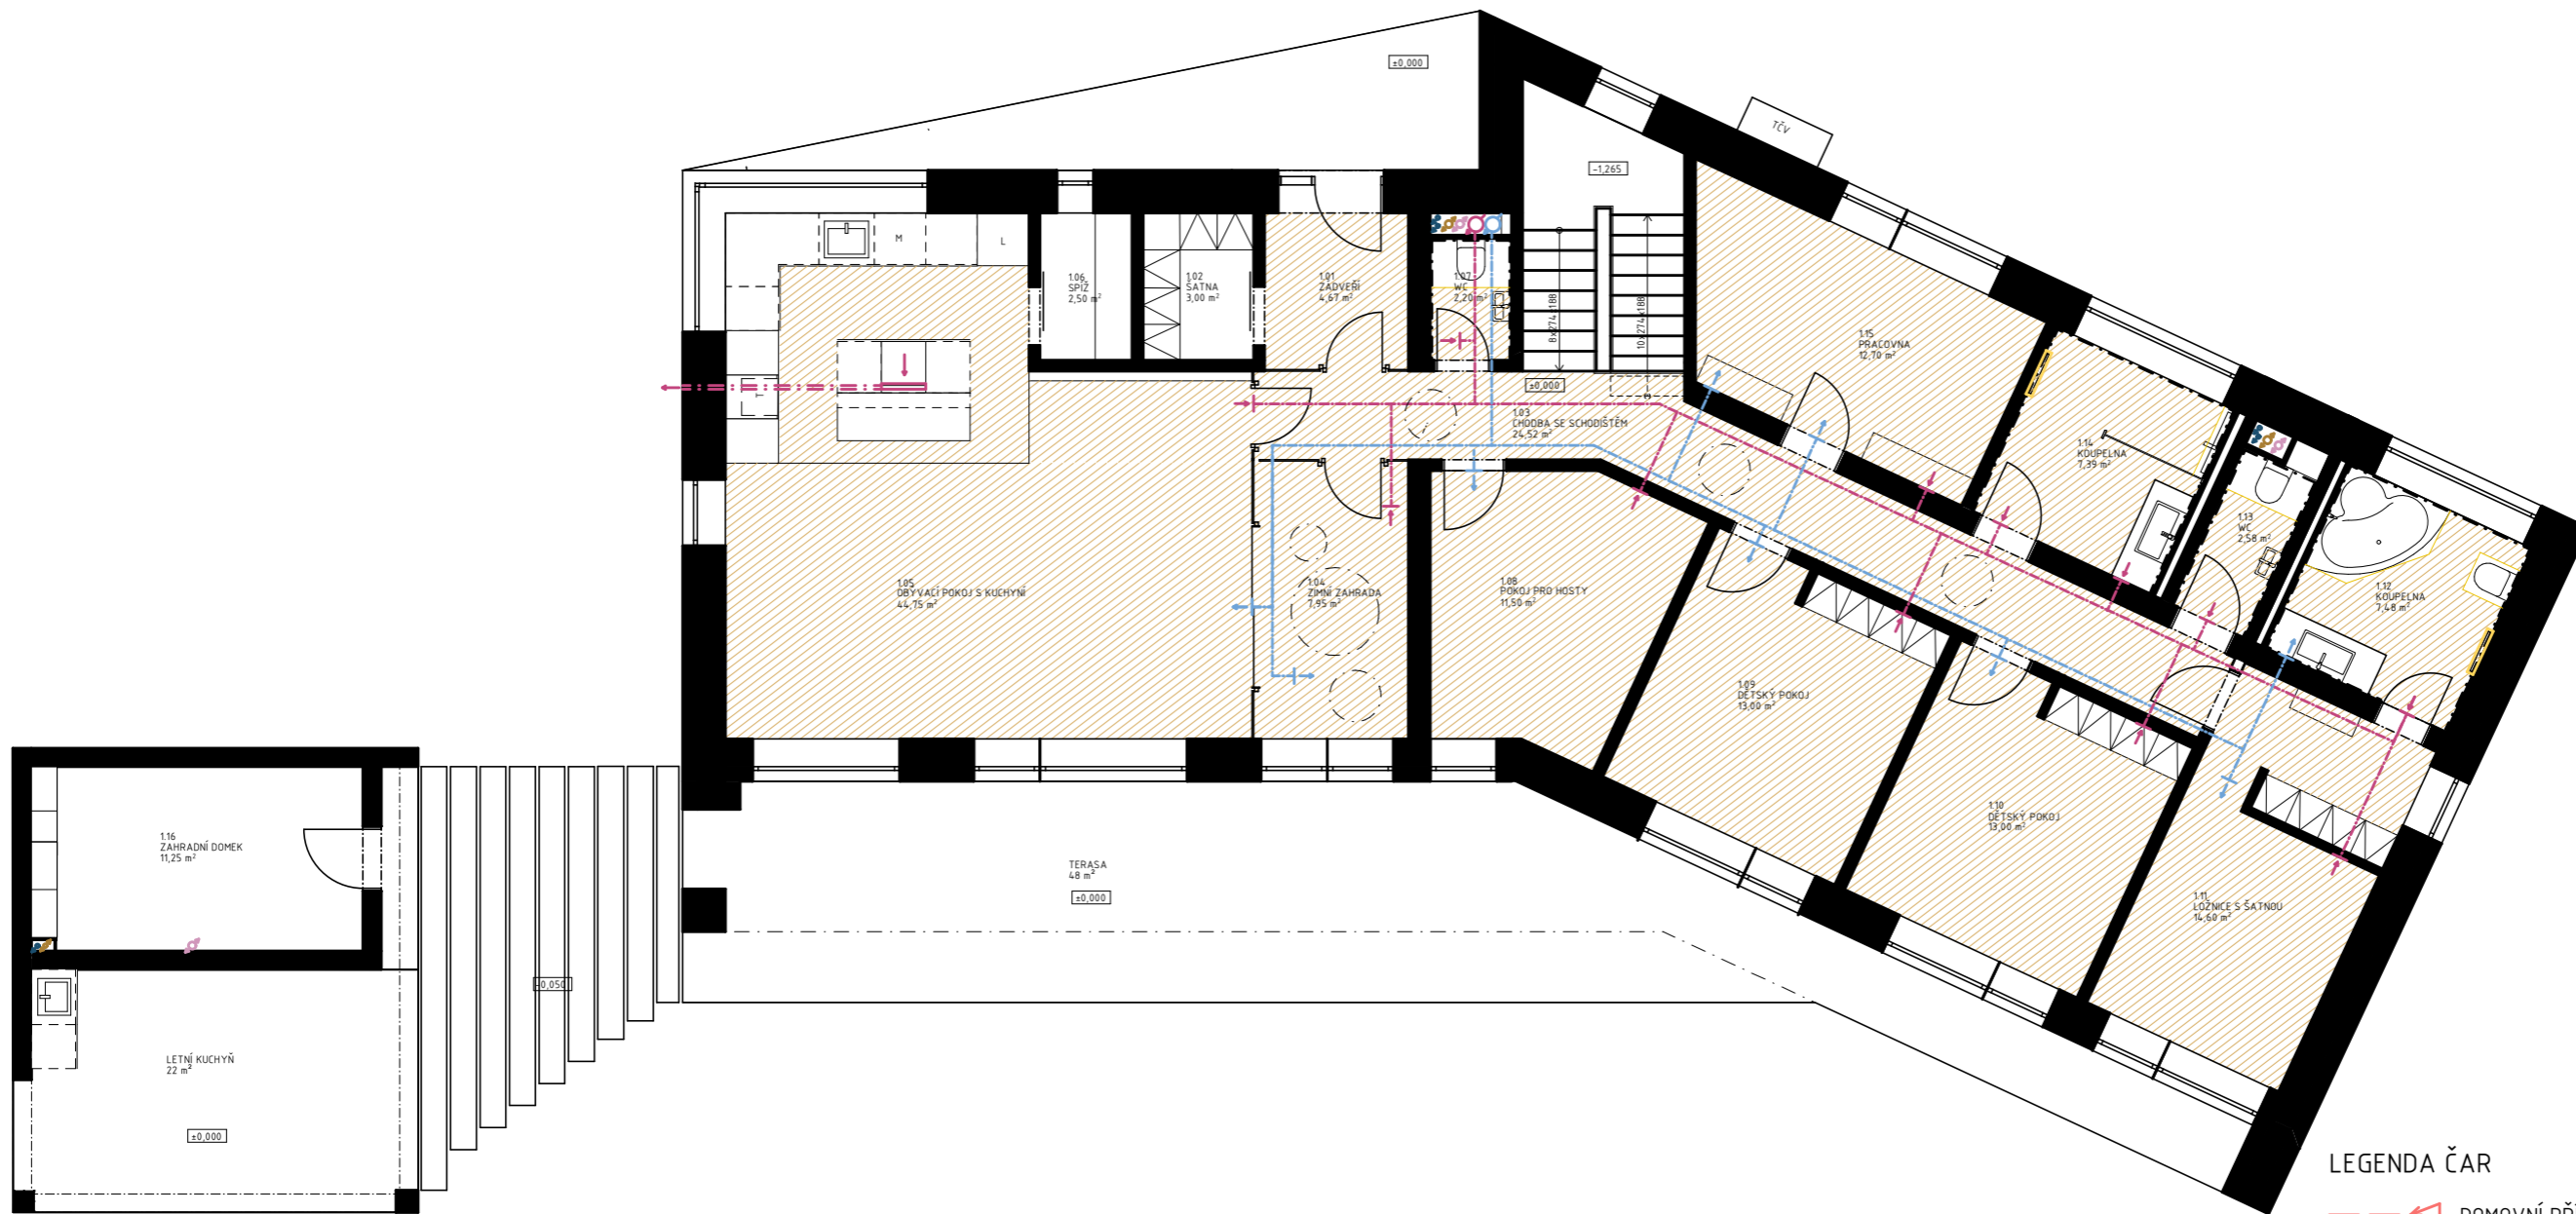 ±0,000
TČV
-1,265
M
L
1.06
SPÍŽ
2,50 m²
1.02
ŠATNA
3,00 m²
1.01
ZÁDVEŘÍ
4,67 m²
1.07
WC
2,20 m²
8x274x188
10x274x188
1.15
PRACOVNA
12,70 m²
T
±0,000
1.03
CHODBA SE SCHODIŠTĚM
24,52 m²
1.14
KOUPELNA
7,39 m²
1.13
WC
2,58 m²
1.12
KOUPELNA
7,48 m²
1.05
OBÝVACÍ POKOJ S KUCHYNÍ
44,75 m²
1.04
ZIMNÍ ZAHRADA
7,95 m²
1.08
POKOJ PRO HOSTY
11,50 m²
1.09
DĚTSKÝ POKOJ
13,00 m²
1.10
DĚTSKÝ POKOJ
13,00 m²
1.11
LOŽNICE S ŠATNOU
14,60 m²
1.16
ZAHRADNÍ DOMEK
11,25 m²
TERASA
48 m²
±0,000
-0,050
LETNÍ KUCHYŇ
22 m²
±0,000
LEGENDA ČAR
DOMOVNÍ